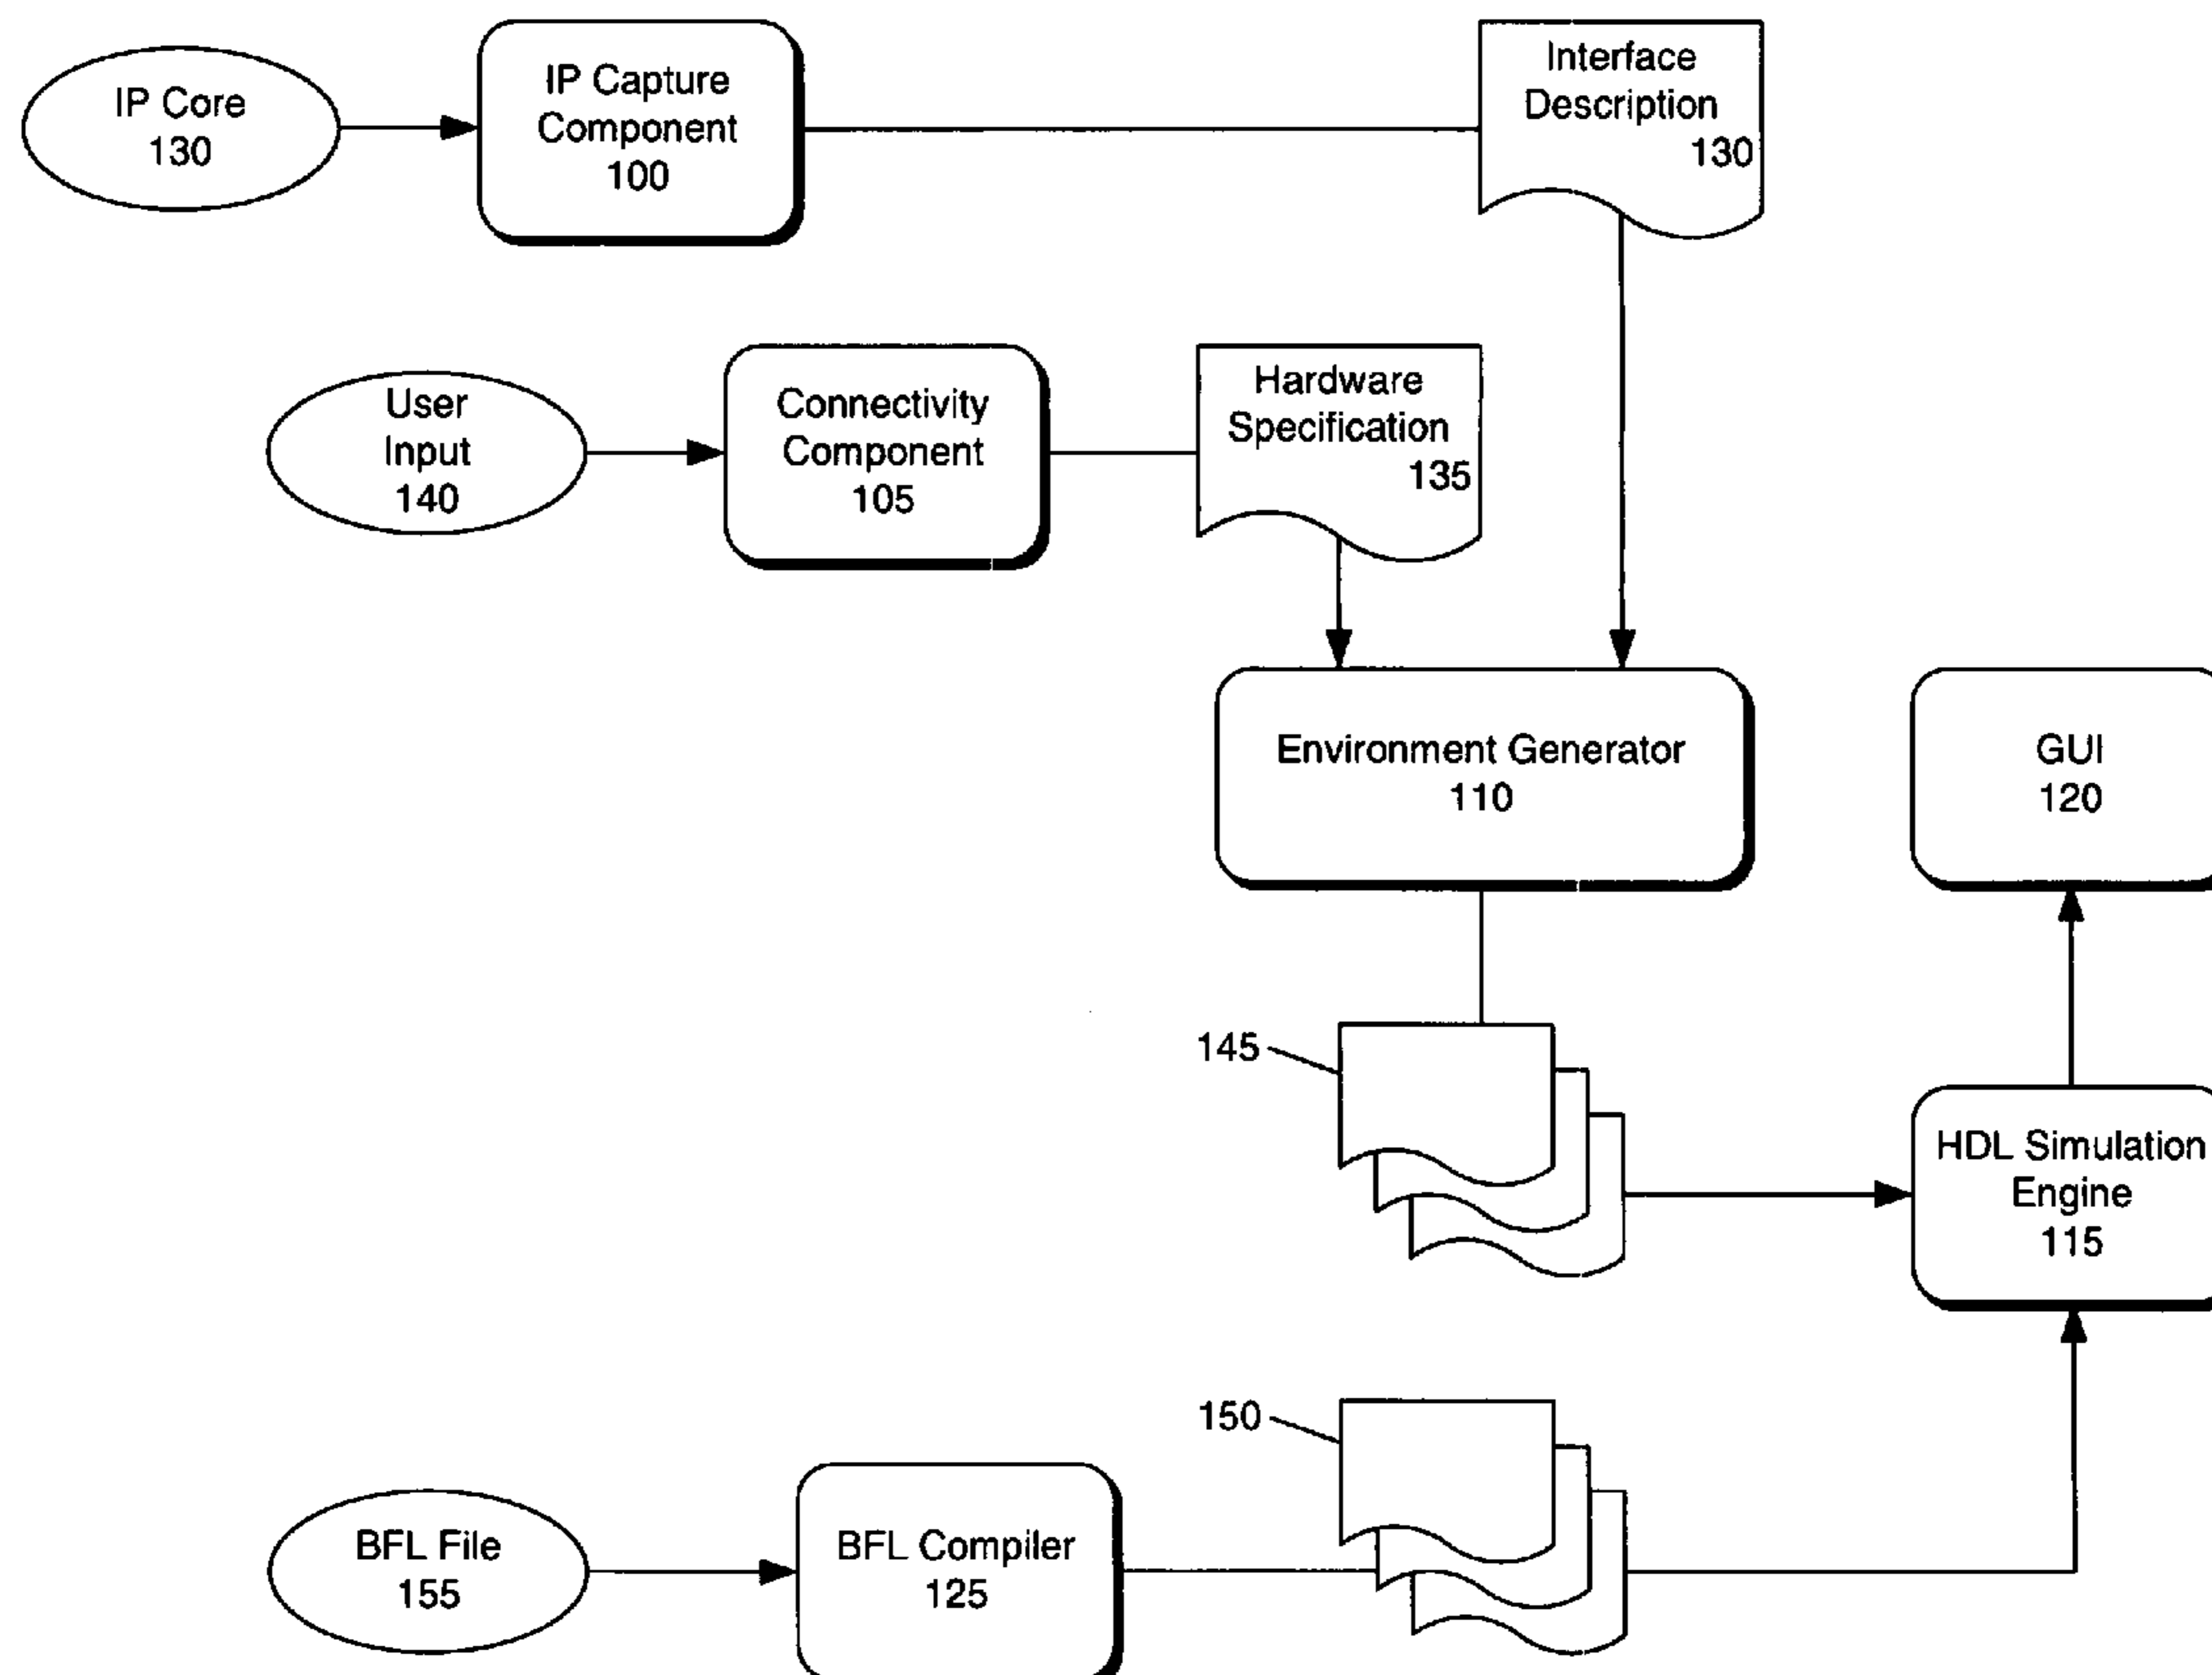 IP Core
130
IP Capture
Component
100
Interface
Description
130
User
Input
140
Connectivity
Component
105
Hardware
Specification
135
Environment Generator
110
GUI
120
145
HDL Simulation
Engine
115
150
BFL File
155
BFL Compiler
125